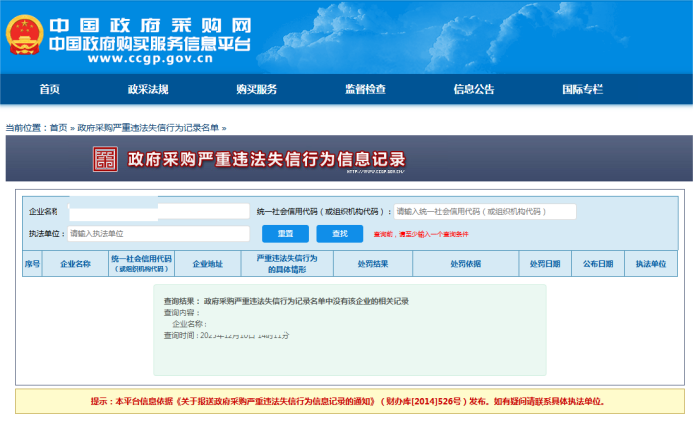 中国政府采购网
中国政府购买服务信息平台
www.ccgp.gov.cn
首页 政采法规 购买服务 监督检查 信息公告 国际专栏
当前位置：首页 » 政府采购严重违法失信行为记录名单 »
政府采购严重违法失信行为信息记录
HTTP://WWW.CCGP.GOV.CN/
企业名称 统一社会信用代码（或组织机构代码）： 请输入统一社会信用代码（或组织机构代码）
执法单位： 请输入执法单位 重置 查找 查询前，请至少输入一个查询条件
序号 企业名称 统一社会信用代码 企业地址 严重违法失信行为 处罚结果 处罚依据 处罚日期 公布日期 执法单位
（或组织机构代码） 的具体情形
查询结果： 政府采购严重违法失信行为记录名单中没有该企业的相关记录
查询内容：
企业名称：
查询时间：
提示：本平台信息依据《关于报送政府采购严重违法失信行为信息记录的通知》（财办库[2014]526号）发布。如有疑问请联系具体执法单位。